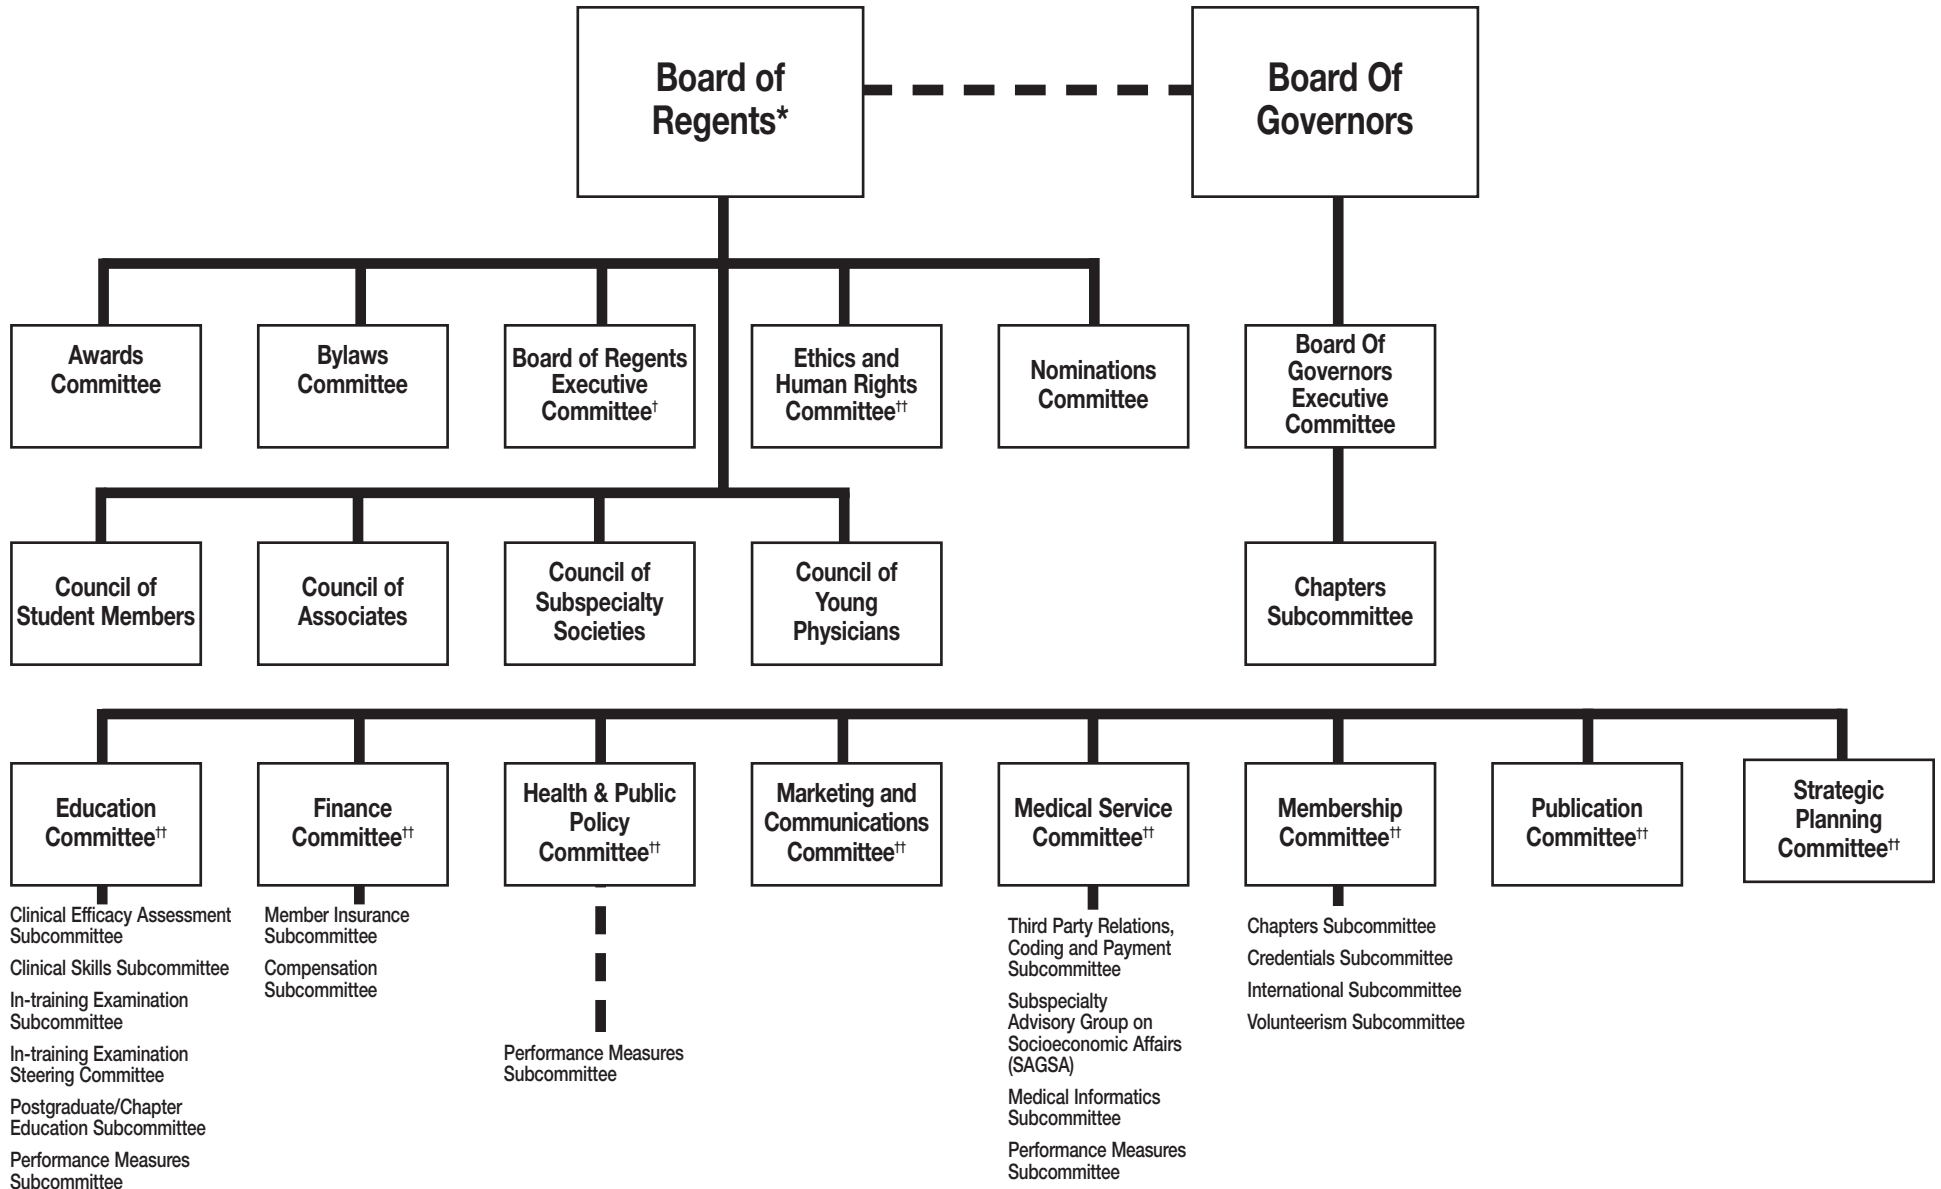 Board of
Regents*
Board Of
Governors
Awards
Committee
Bylaws
Committee
Board of Regents
Executive
Committee†
Ethics and
Human Rights
Committee††
Nominations
Committee
Board Of
Governors
Executive
Committee
Council of
Student Members
Council of
Associates
Council of
Subspecialty
Societies
Council of
Young
Physicians
Chapters
Subcommittee
Education
Committee††
Finance
Committee††
Health & Public
Policy
Committee††
Marketing and
Communications
Committee††
Medical Service
Committee††
Membership
Committee††
Publication
Committee††
Strategic
Planning
Committee††
Clinical Efficacy Assessment
Subcommittee
Clinical Skills Subcommittee
In-training Examination
Subcommittee
In-training Examination
Steering Committee
Postgraduate/Chapter
Education Subcommittee
Performance Measures
Subcommittee
Member Insurance
Subcommittee
Compensation
Subcommittee
Performance Measures
Subcommittee
Third Party Relations,
Coding and Payment
Subcommittee
Subspecialty
Advisory Group on
Socioeconomic Affairs
(SAGSA)
Medical Informatics
Subcommittee
Performance Measures
Subcommittee
Chapters Subcommittee
Credentials Subcommittee
International Subcommittee
Volunteerism Subcommittee